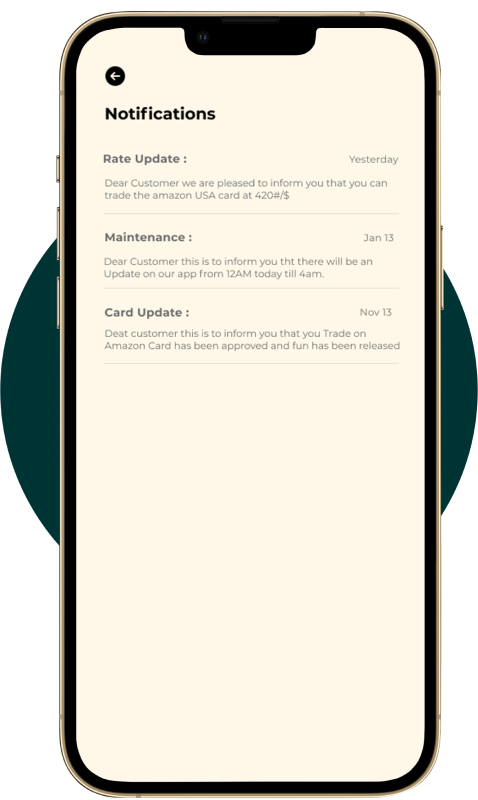 Notifications
Rate Update : Yesterday
Dear Customer we are pleased to inform you that you can
trade the amazon USA card at 420#/$
Maintenance : Jan 13
Dear Customer this is to inform you tht there will be an
Update on our app from 12AM today till 4am.
Card Update : Nov 13
Deat customer this is to inform you that you Trade on
Amazon Card has been approved and fun has been released